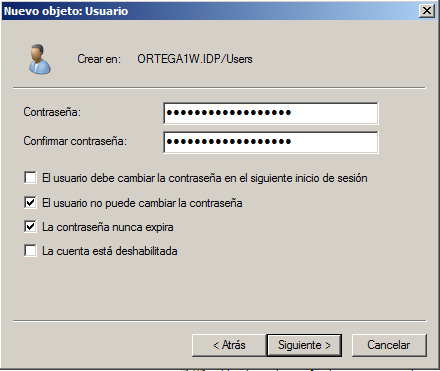 Nuevo objeto: Usuario
Crear en: ORTEGA1W.IDP/Users
Contraseña: ••••••••••••••••••
Confirmar contraseña: ••••••••••••••••••
El usuario debe cambiar la contraseña en el siguiente inicio de sesión
El usuario no puede cambiar la contraseña
La contraseña nunca expira
La cuenta está deshabilitada
< Atrás Siguiente > Cancelar